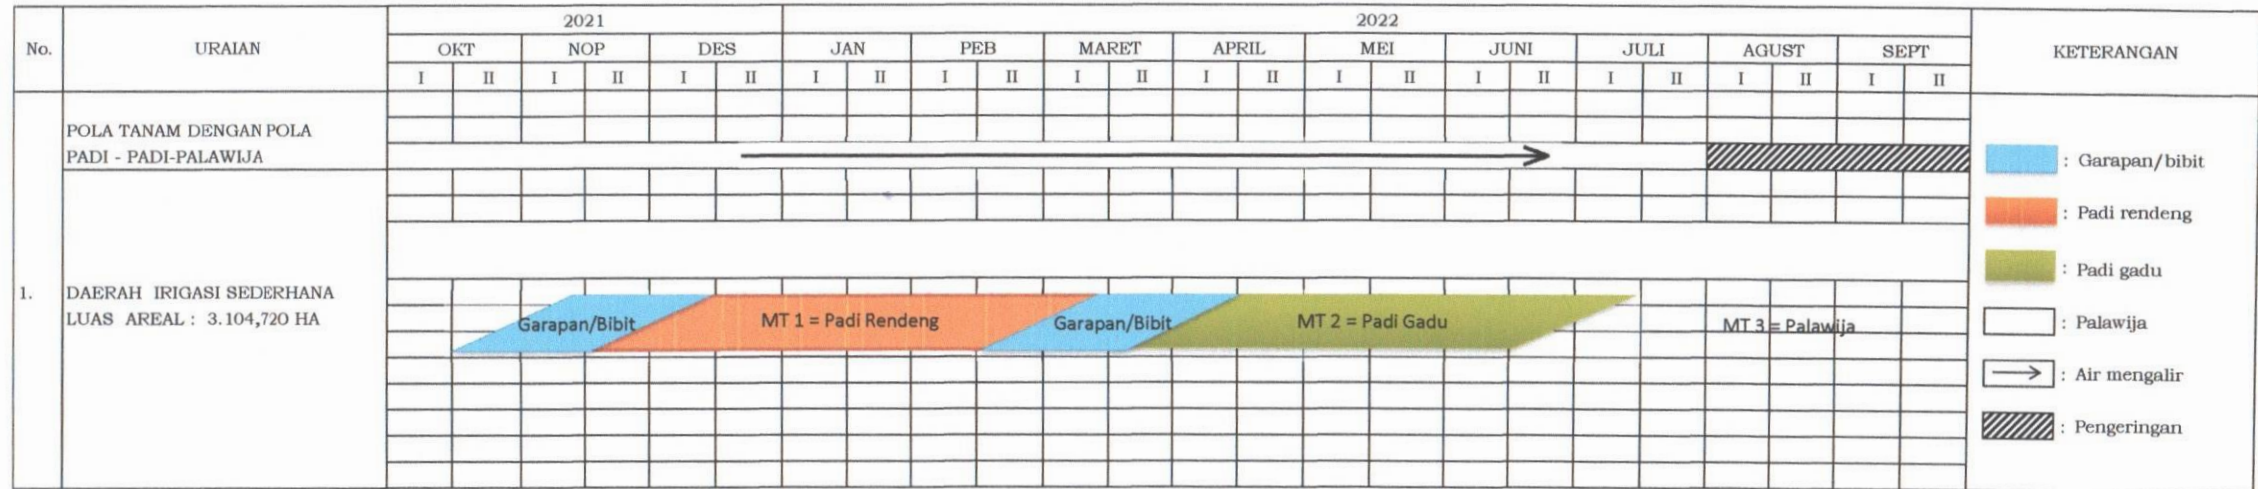 No. URAIAN 2021 2022 KETERANGAN
OKT NOP DES JAN PEB MARET APRIL MEI JUNI JULI AGUST SEPT
I II I II I II I II I II I II I II I II I II I II I II I II
POLA TANAM DENGAN POLA
PADI - PADI-PALAWIJA
1. DAERAH IRIGASI SEDERHANA
LUAS AREAL : 3.104,720 HA
Garapan/Bibit MT 1 = Padi Rendeng Garapan/Bibit MT 2 = Padi Gadu MT 3 = Palawija
: Garapan/bibit
: Padi rendeng
: Padi gadu
: Palawija
: Air mengalir
: Pengeringan